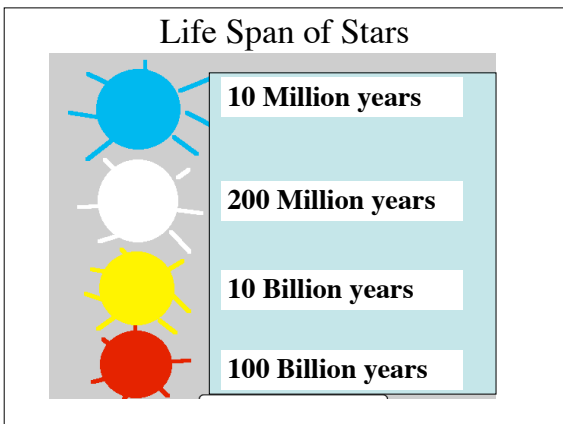 Life Span of Stars
10 Million years
200 Million years
10 Billion years
100 Billion years